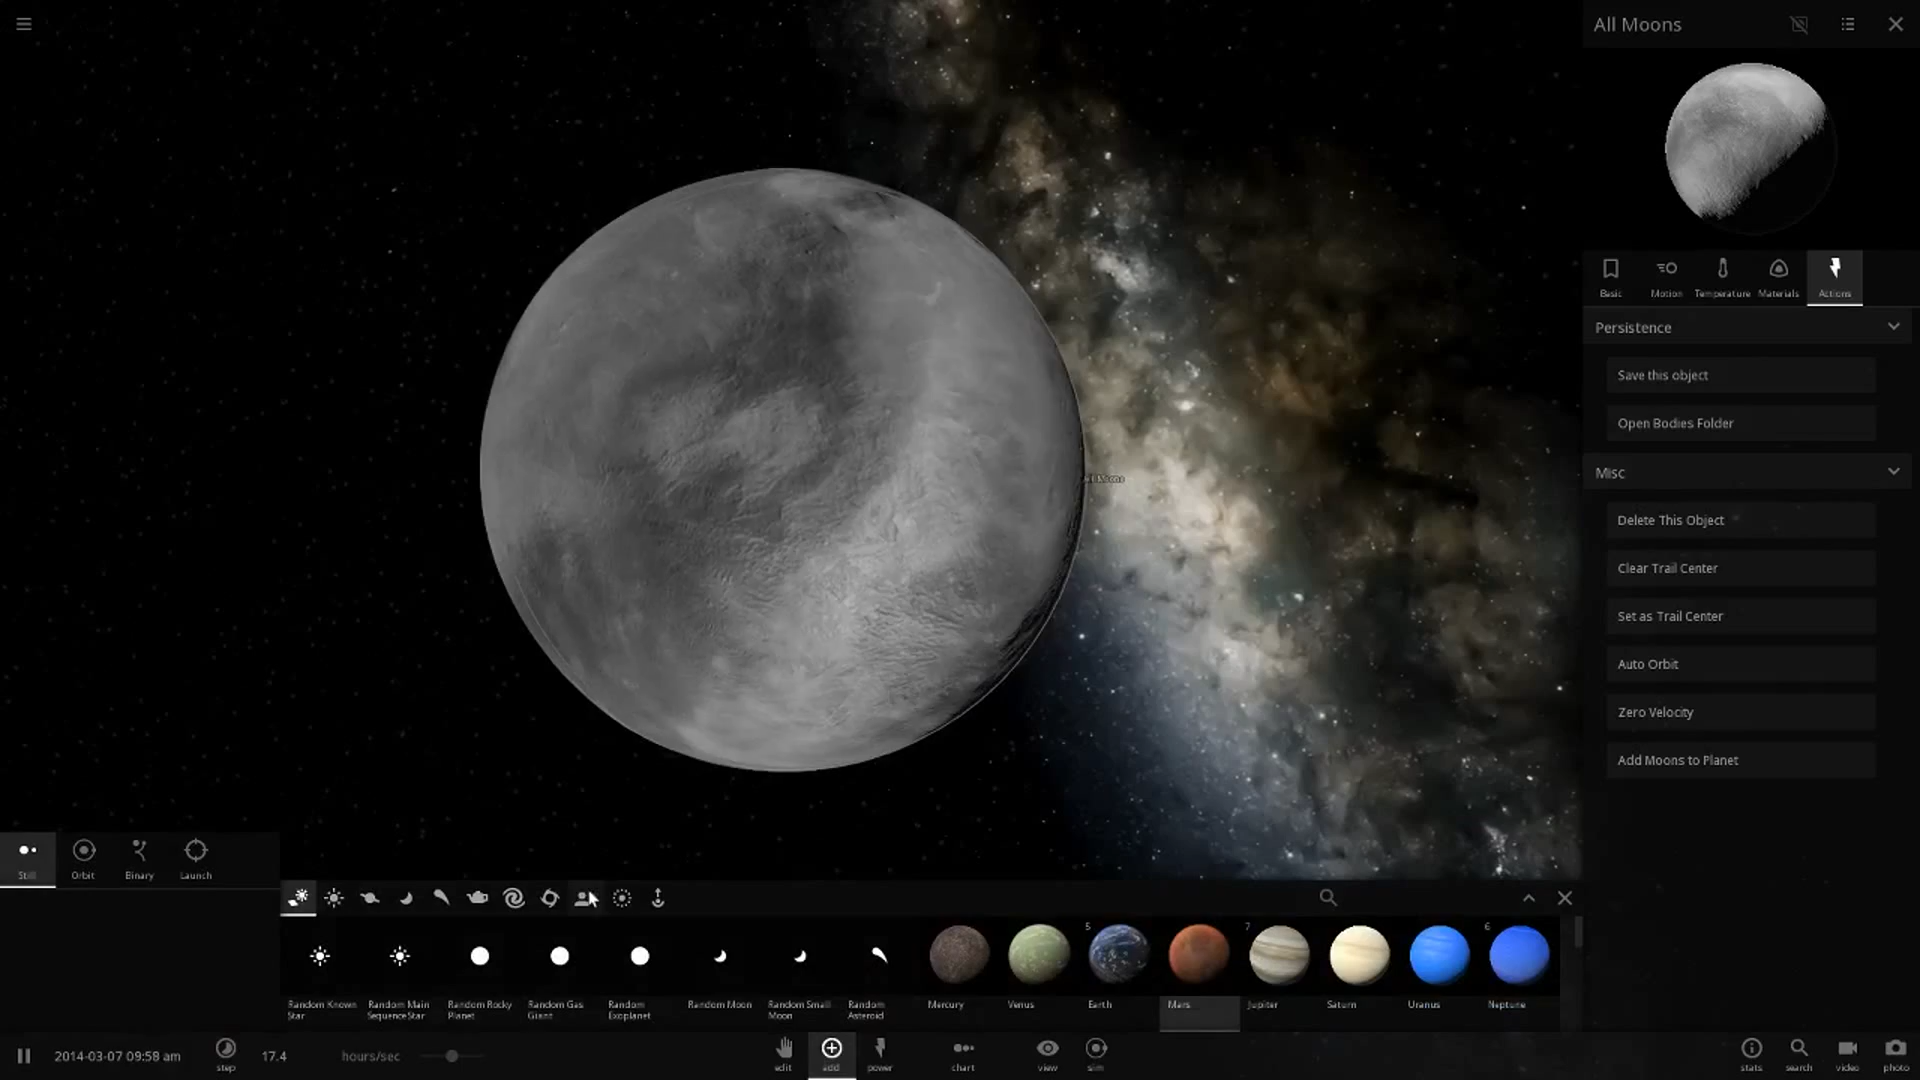 All Moons
Basic
Motion
Temperature
Materials
Actions
Persistence
Save this object
Open Bodies Folder
Misc
Delete This Object
Clear Trail Center
Set as Trail Center
Auto Orbit
Zero Velocity
Add Moons to Planet
Moons
Still
Orbit
Binary
Launch
5
7
6
Random Known
Star
Random Main
Sequence Star
Random Rocky
Planet
Random Gas
Giant
Random
Exoplanet
Random Moon
Random Small
Moon
Random
Asteroid
Mercury
Venus
Earth
Mars
Jupiter
Saturn
Uranus
Neptune
2014-03-07 09:58 am
step
17.4
hours/sec
edit
add
power
chart
view
sim
stats
search
video
photo